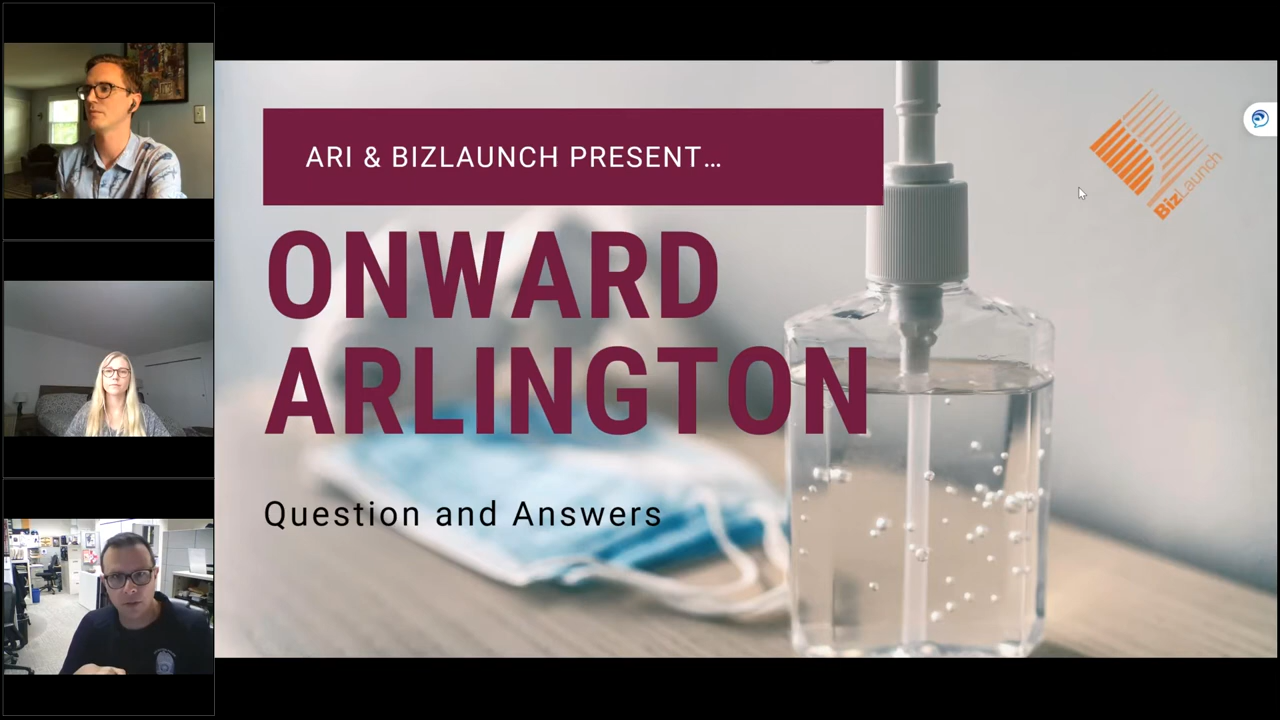 ARI & BIZLAUNCH PRESENT...
BizLaunch
ONWARD
ARLINGTON
Question and Answers